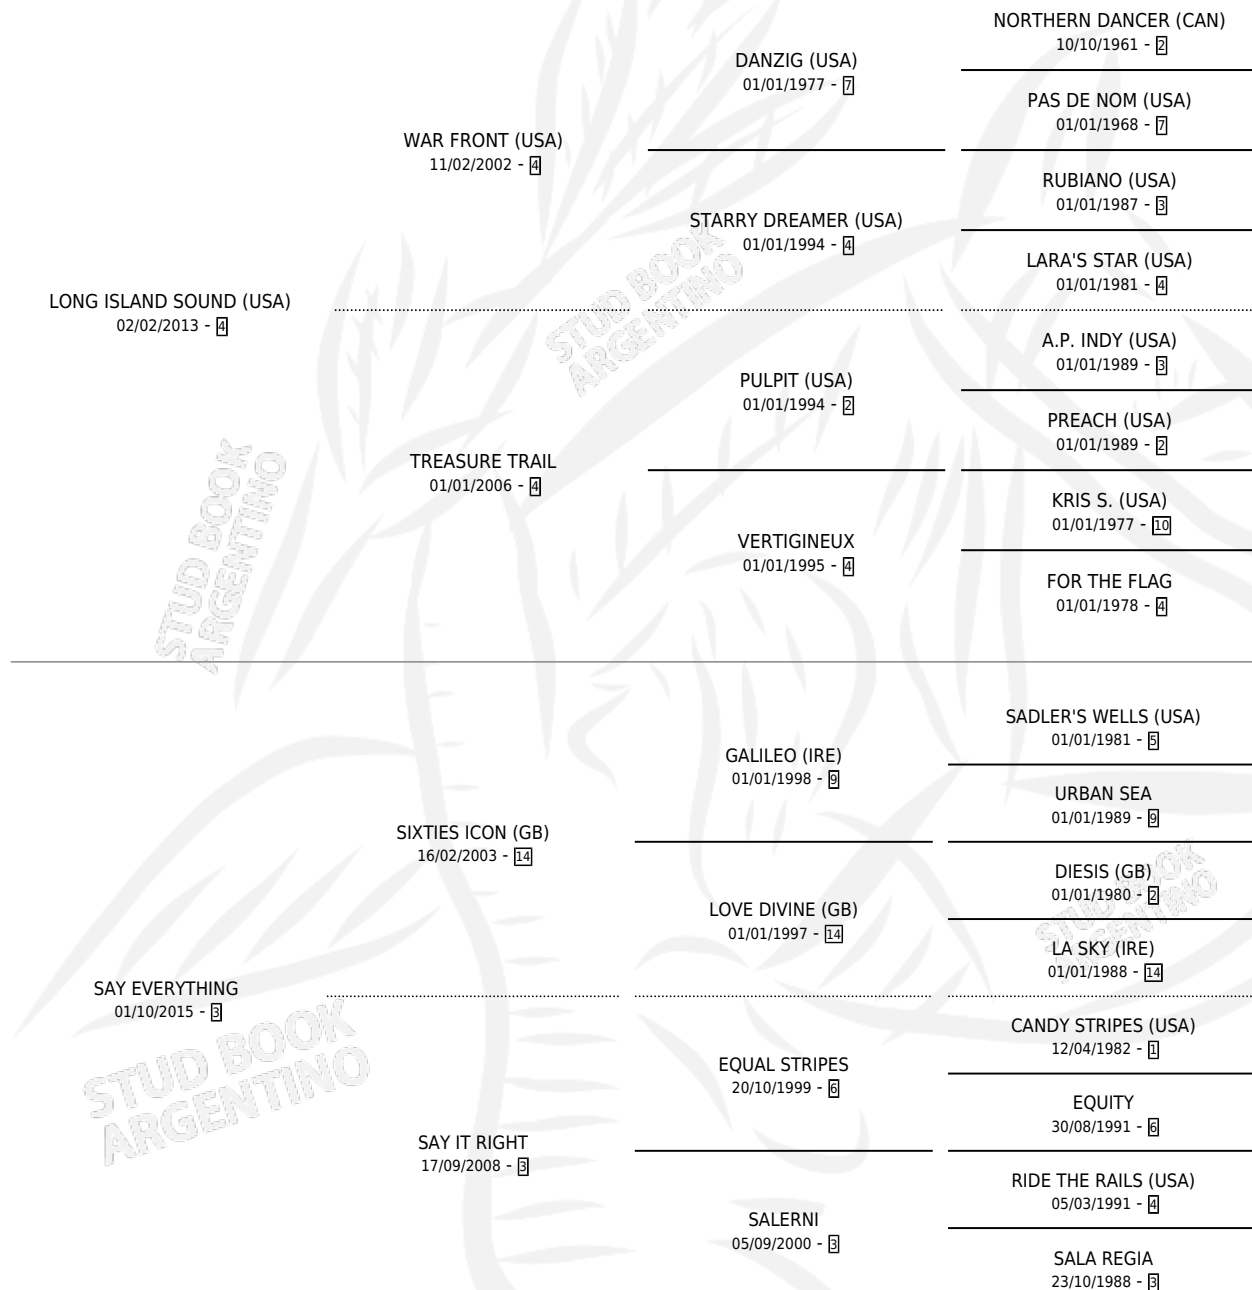 NORTHERN DANCER (CAN)
10/10/1961 - 2
DANZIG (USA)
01/01/1977 - 7
PAS DE NOM (USA)
01/01/1968 - 7
WAR FRONT (USA)
11/02/2002 - 4
RUBIANO (USA)
01/01/1987 - 3
STARRY DREAMER (USA)
01/01/1994 - 4
LARA'S STAR (USA)
01/01/1981 - 4
LONG ISLAND SOUND (USA)
02/02/2013 - 4
A.P. INDY (USA)
01/01/1989 - 3
PULPIT (USA)
01/01/1994 - 2
PREACH (USA)
01/01/1989 - 2
TREASURE TRAIL
01/01/2006 - 4
KRIS S. (USA)
01/01/1977 - 10
VERTIGINEUX
01/01/1995 - 4
FOR THE FLAG
01/01/1978 - 4
STUD BOOK
ARGENTINO
STUD BOOK
ARGENTINO
SADLER'S WELLS (USA)
01/01/1981 - 5
GALILEO (IRE)
01/01/1998 - 9
URBAN SEA
01/01/1989 - 9
SIXTIES ICON (GB)
16/02/2003 - 14
DIESIS (GB)
01/01/1980 - 2
LOVE DIVINE (GB)
01/01/1997 - 14
LA SKY (IRE)
01/01/1988 - 14
STUD BOOK
ARGENTINO
SAY EVERYTHING
01/10/2015 - 3
CANDY STRIPES (USA)
12/04/1982 - 1
EQUAL STRIPES
20/10/1999 - 6
EQUITY
30/08/1991 - 6
STUD BOOK
ARGENTINO
SAY IT RIGHT
17/09/2008 - 3
RIDE THE RAILS (USA)
05/03/1991 - 4
SALERNI
05/09/2000 - 3
SALA REGIA
23/10/1988 - 3